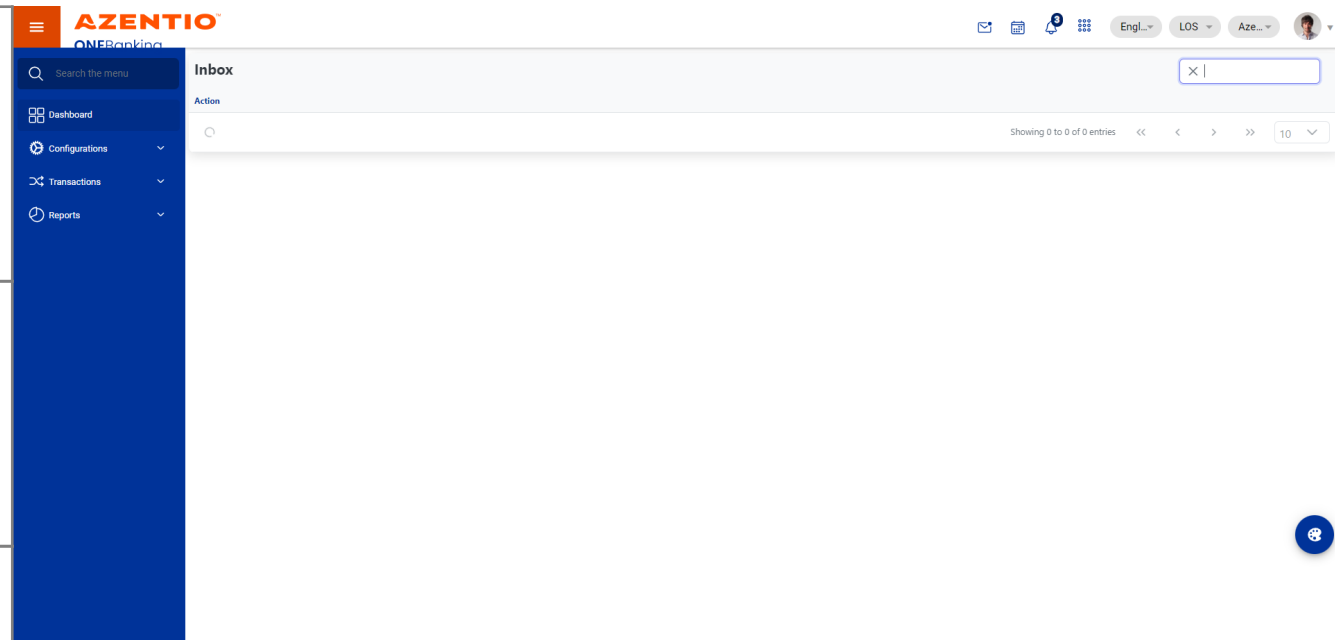 AZENTIO™
ONEBanking
3
Engl...
LOS
Aze...
Search the menu
Dashboard
Configurations
Transactions
Reports
Inbox
Action
Showing 0 to 0 of 0 entries
10